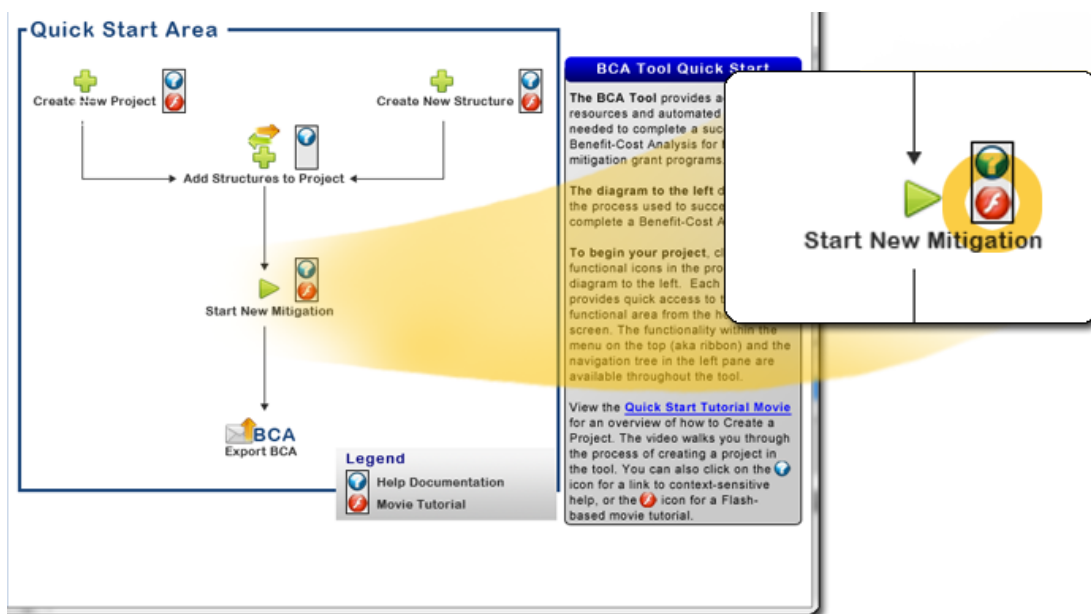 Quick Start Area
Create New Project
Create New Structure
Add Structures to Project
Start New Mitigation
BCA
Export BCA
Legend
Help Documentation
Movie Tutorial
BCA Tool Quick Start
The BCA Tool provides
resources and automated
needed to complete a
Benefit-Cost Analysis for
mitigation grant programs.
The diagram to the left
the process used to
complete a Benefit-Cost
To begin your project,
functional icons in the
diagram to the left. Each
provides quick access to
functional area from the
screen. The functionality within the
menu on the top (aka ribbon) and the
navigation tree in the left pane are
available throughout the tool.
View the Quick Start Tutorial Movie
for an overview of how to Create a
Project. The video walks you through
the process of creating a project in
the tool. You can also click on the
icon for a link to context-sensitive
help, or the icon for a Flash-
based movie tutorial.
Start New Mitigation